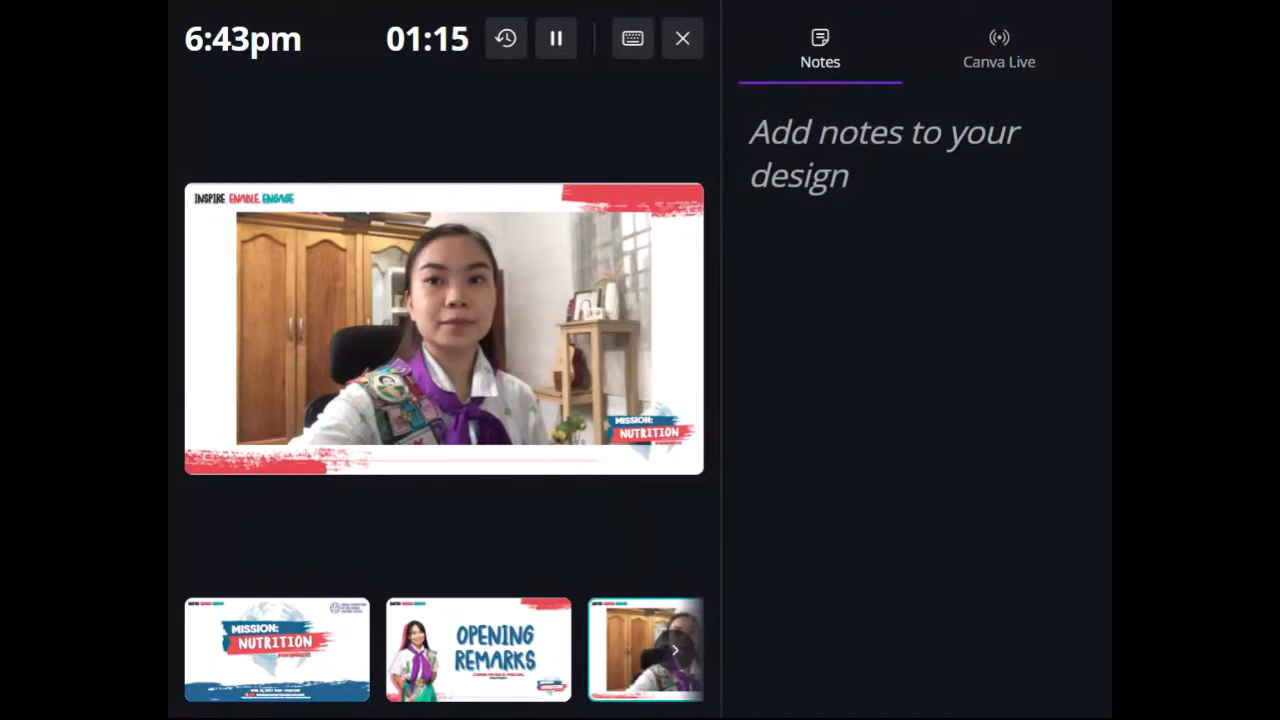 6:43pm
01:15
Notes
Canva Live
Add notes to your
design
INSPIRE. ENABLE. ENGAGE
MISSION:
NUTRITION
MISSION:
NUTRITION
OPENING
REMARKS